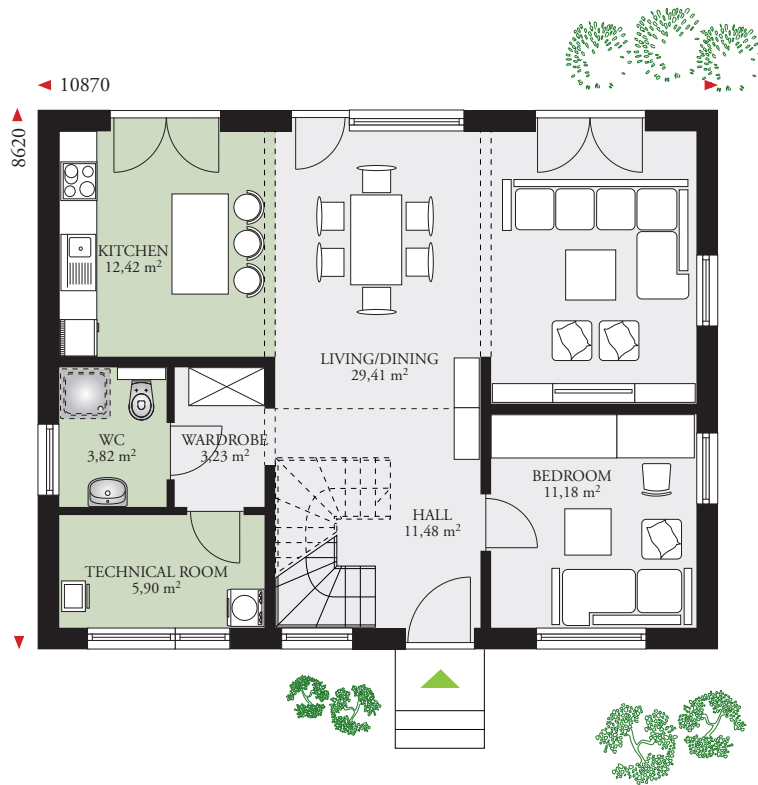 10870
8620
KITCHEN
12,42 m²
LIVING/DINING
29,41 m²
WC
3,82 m²
WARDROBE
3,23 m²
BEDROOM
11,18 m²
HALL
11,48 m²
TECHNICAL ROOM
5,90 m²